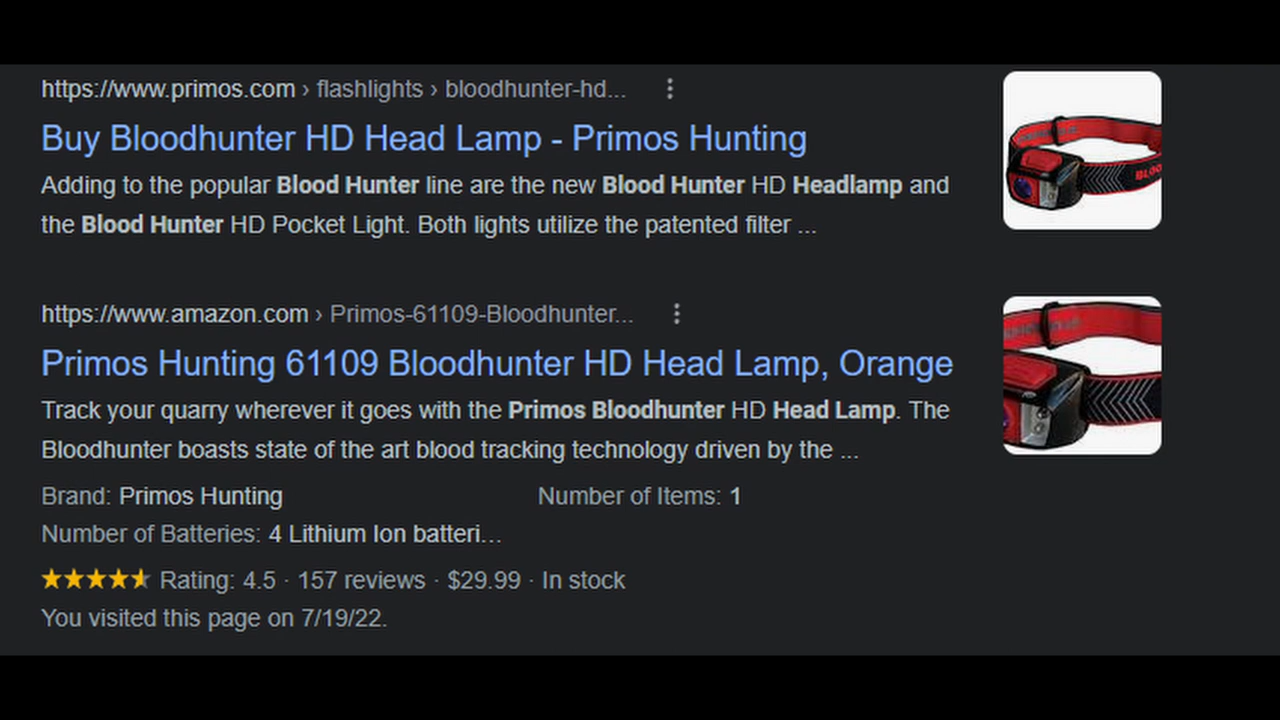 https://www.primos.com › flashlights › bloodhunter-hd...
Buy Bloodhunter HD Head Lamp - Primos Hunting
Adding to the popular Blood Hunter line are the new Blood Hunter HD Headlamp and
the Blood Hunter HD Pocket Light. Both lights utilize the patented filter ...
BLOO
https://www.amazon.com › Primos-61109-Bloodhunter...
Primos Hunting 61109 Bloodhunter HD Head Lamp, Orange
Track your quarry wherever it goes with the Primos Bloodhunter HD Head Lamp. The
Bloodhunter boasts state of the art blood tracking technology driven by the ...
Brand: Primos Hunting Number of Items: 1
Number of Batteries: 4 Lithium Ion batteri...
Rating: 4.5 · 157 reviews · $29.99 · In stock
You visited this page on 7/19/22.